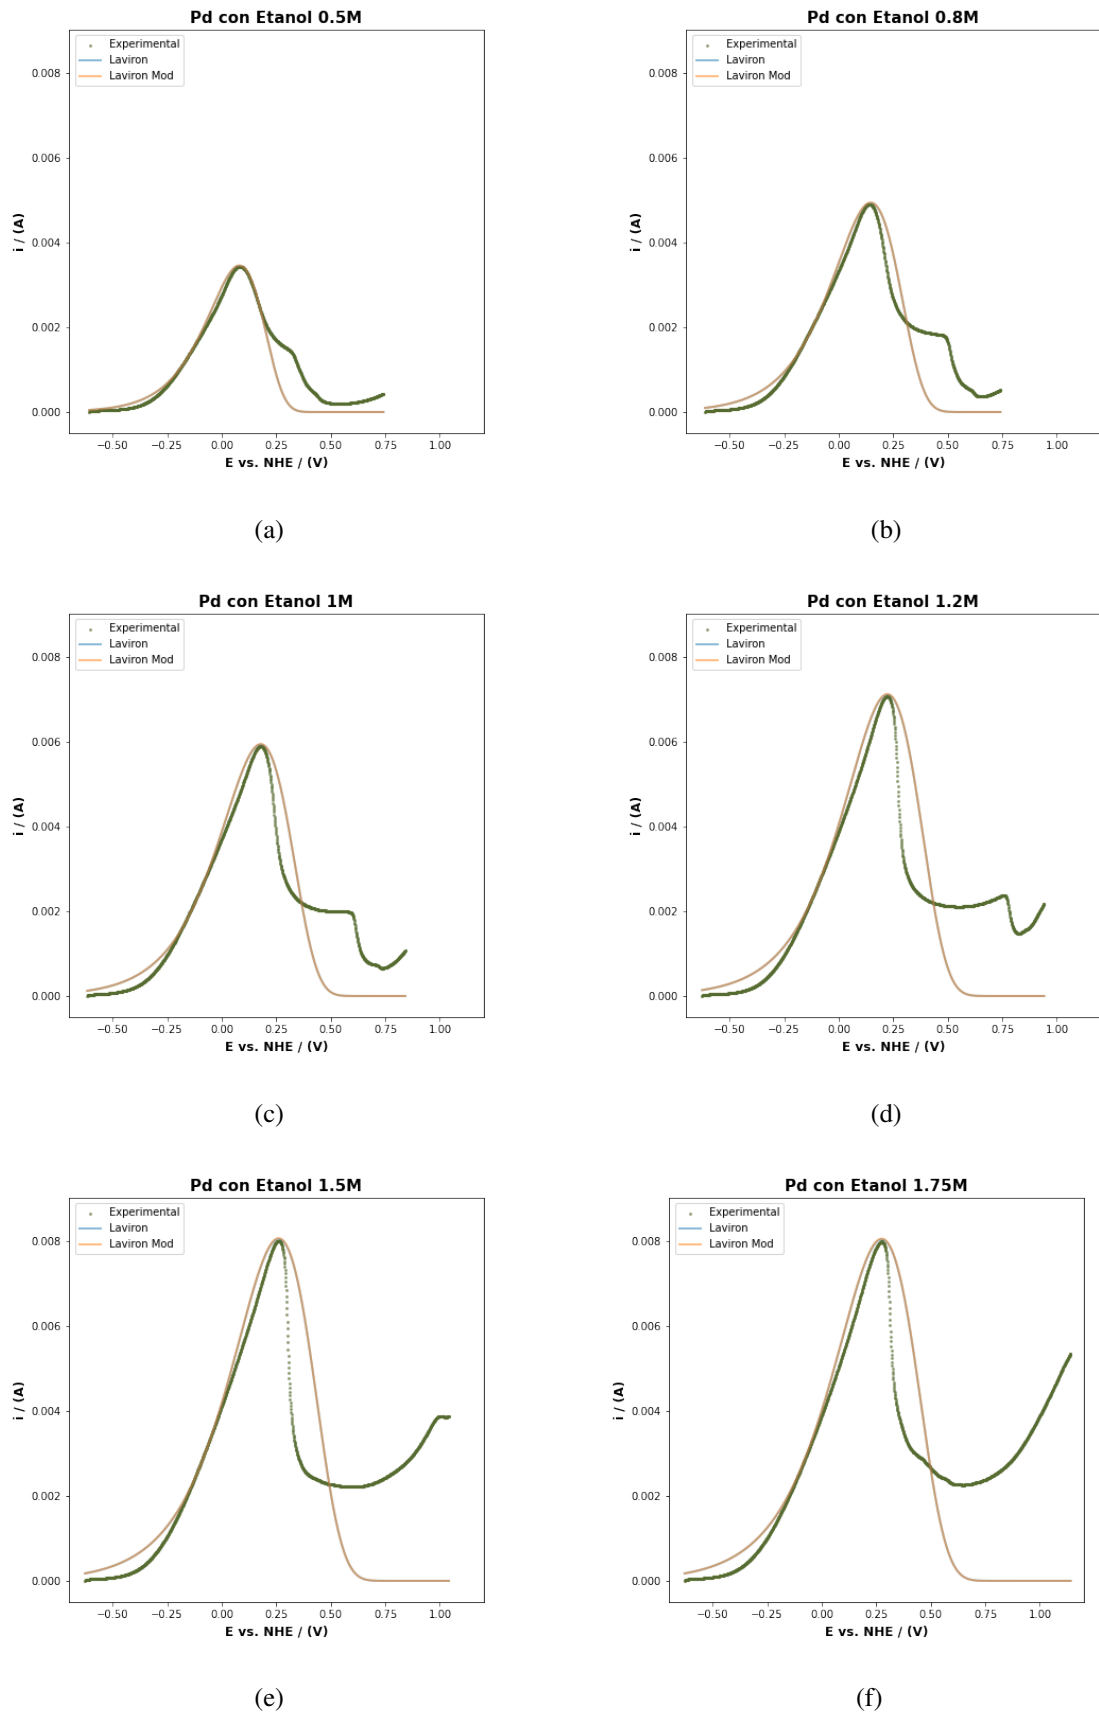 Pd con Etanol 0.5M
Experimental
Laviron
Laviron Mod
0.008
0.006
0.004
0.002
0.000
i / (A)
−0.50 −0.25 0.00 0.25 0.50 0.75 1.00
E vs. NHE / (V)
(a)
Pd con Etanol 0.8M
Experimental
Laviron
Laviron Mod
0.008
0.006
0.004
0.002
0.000
i / (A)
−0.50 −0.25 0.00 0.25 0.50 0.75 1.00
E vs. NHE / (V)
(b)
Pd con Etanol 1M
Experimental
Laviron
Laviron Mod
0.008
0.006
0.004
0.002
0.000
i / (A)
−0.50 −0.25 0.00 0.25 0.50 0.75 1.00
E vs. NHE / (V)
(c)
Pd con Etanol 1.2M
Experimental
Laviron
Laviron Mod
0.008
0.006
0.004
0.002
0.000
i / (A)
−0.50 −0.25 0.00 0.25 0.50 0.75 1.00
E vs. NHE / (V)
(d)
Pd con Etanol 1.5M
Experimental
Laviron
Laviron Mod
0.008
0.006
0.004
0.002
0.000
i / (A)
−0.50 −0.25 0.00 0.25 0.50 0.75 1.00
E vs. NHE / (V)
(e)
Pd con Etanol 1.75M
Experimental
Laviron
Laviron Mod
0.008
0.006
0.004
0.002
0.000
i / (A)
−0.50 −0.25 0.00 0.25 0.50 0.75 1.00
E vs. NHE / (V)
(f)